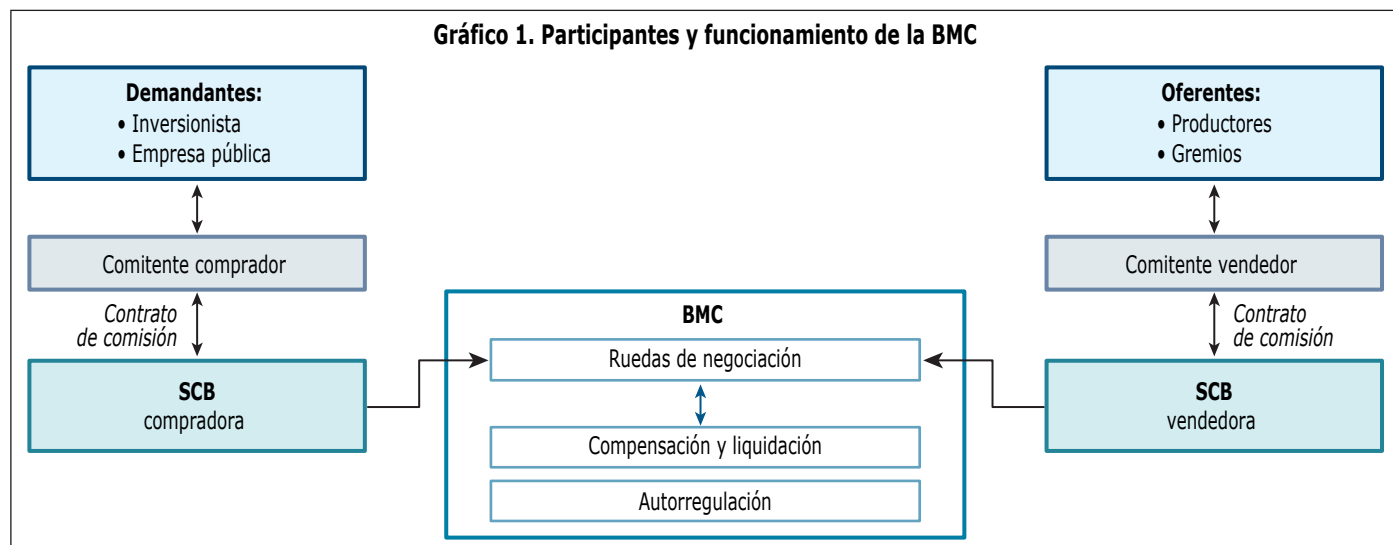 Gráfico 1. Participantes y funcionamiento de la BMC
Demandantes:
• Inversionista
• Empresa pública
Comitente comprador
Contrato
de comisión
SCB
compradora
BMC
Ruedas de negociación
Compensación y liquidación
Autorregulación
Oferentes:
• Productores
• Gremios
Comitente vendedor
Contrato
de comisión
SCB
vendedora